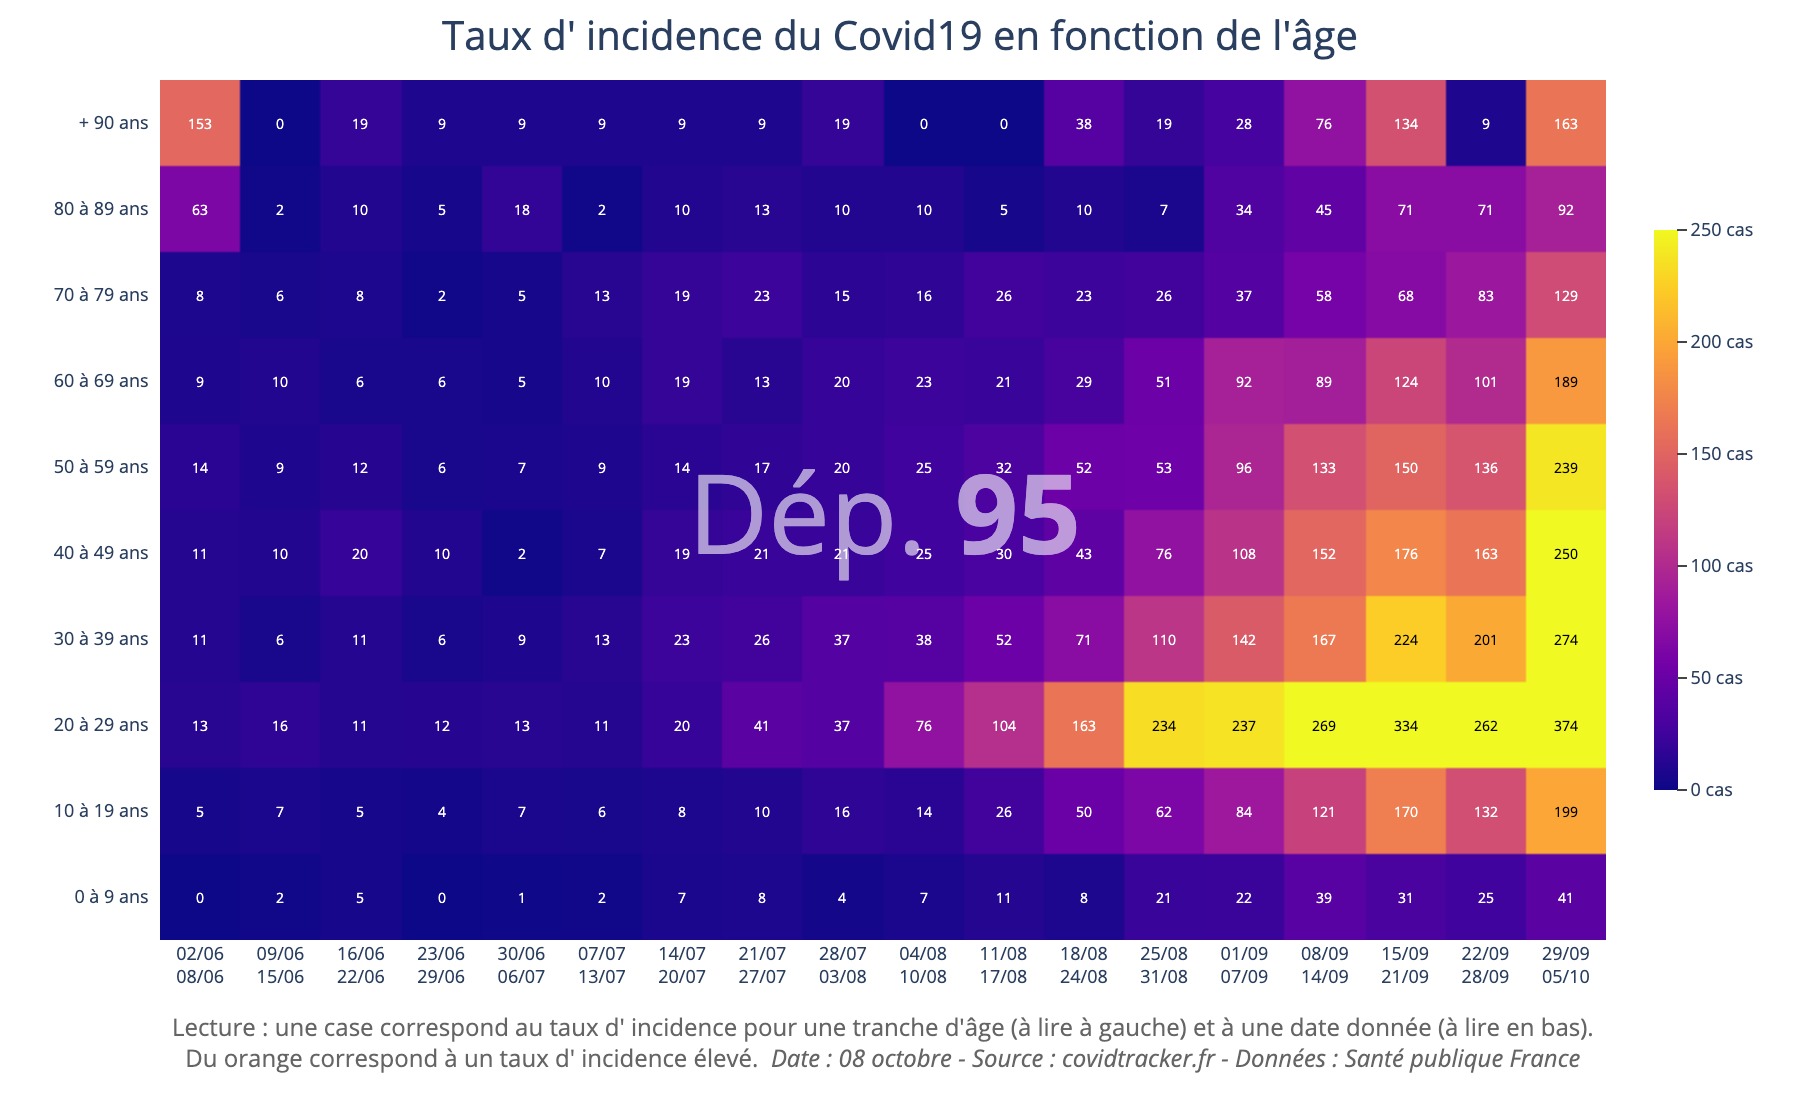 Taux d' incidence du Covid19 en fonction de l'âge
+ 90 ans 153 0 19 9 9 9 9 9 19 0 0 38 19 28 76 134 9 163
80 à 89 ans 63 2 10 5 18 2 10 13 10 10 5 10 7 34 45 71 71 92
250 cas
70 à 79 ans 8 6 8 2 5 13 19 23 15 16 26 23 26 37 58 68 83 129
200 cas
60 à 69 ans 9 10 6 6 5 10 19 13 20 23 21 29 51 92 89 124 101 189
150 cas
50 à 59 ans 14 9 12 6 7 9 14 17 20 25 32 52 53 96 133 150 136 239
Dép. 95
40 à 49 ans 11 10 20 10 2 7 19 21 21 25 30 43 76 108 152 176 163 250
100 cas
30 à 39 ans 11 6 11 6 9 13 23 26 37 38 52 71 110 142 167 224 201 274
50 cas
20 à 29 ans 13 16 11 12 13 11 20 41 37 76 104 163 234 237 269 334 262 374
0 cas
10 à 19 ans 5 7 5 4 7 6 8 10 16 14 26 50 62 84 121 170 132 199
0 à 9 ans 0 2 5 0 1 2 7 8 4 7 11 8 21 22 39 31 25 41
02/06 09/06 16/06 23/06 30/06 07/07 14/07 21/07 28/07 04/08 11/08 18/08 25/08 01/09 08/09 15/09 22/09 29/09
08/06 15/06 22/06 29/06 06/07 13/07 20/07 27/07 03/08 10/08 17/08 24/08 31/08 07/09 14/09 21/09 28/09 05/10
Lecture : une case correspond au taux d' incidence pour une tranche d'âge (à lire à gauche) et à une date donnée (à lire en bas).
Du orange correspond à un taux d' incidence élevé. Date : 08 octobre - Source : covidtracker.fr - Données : Santé publique France